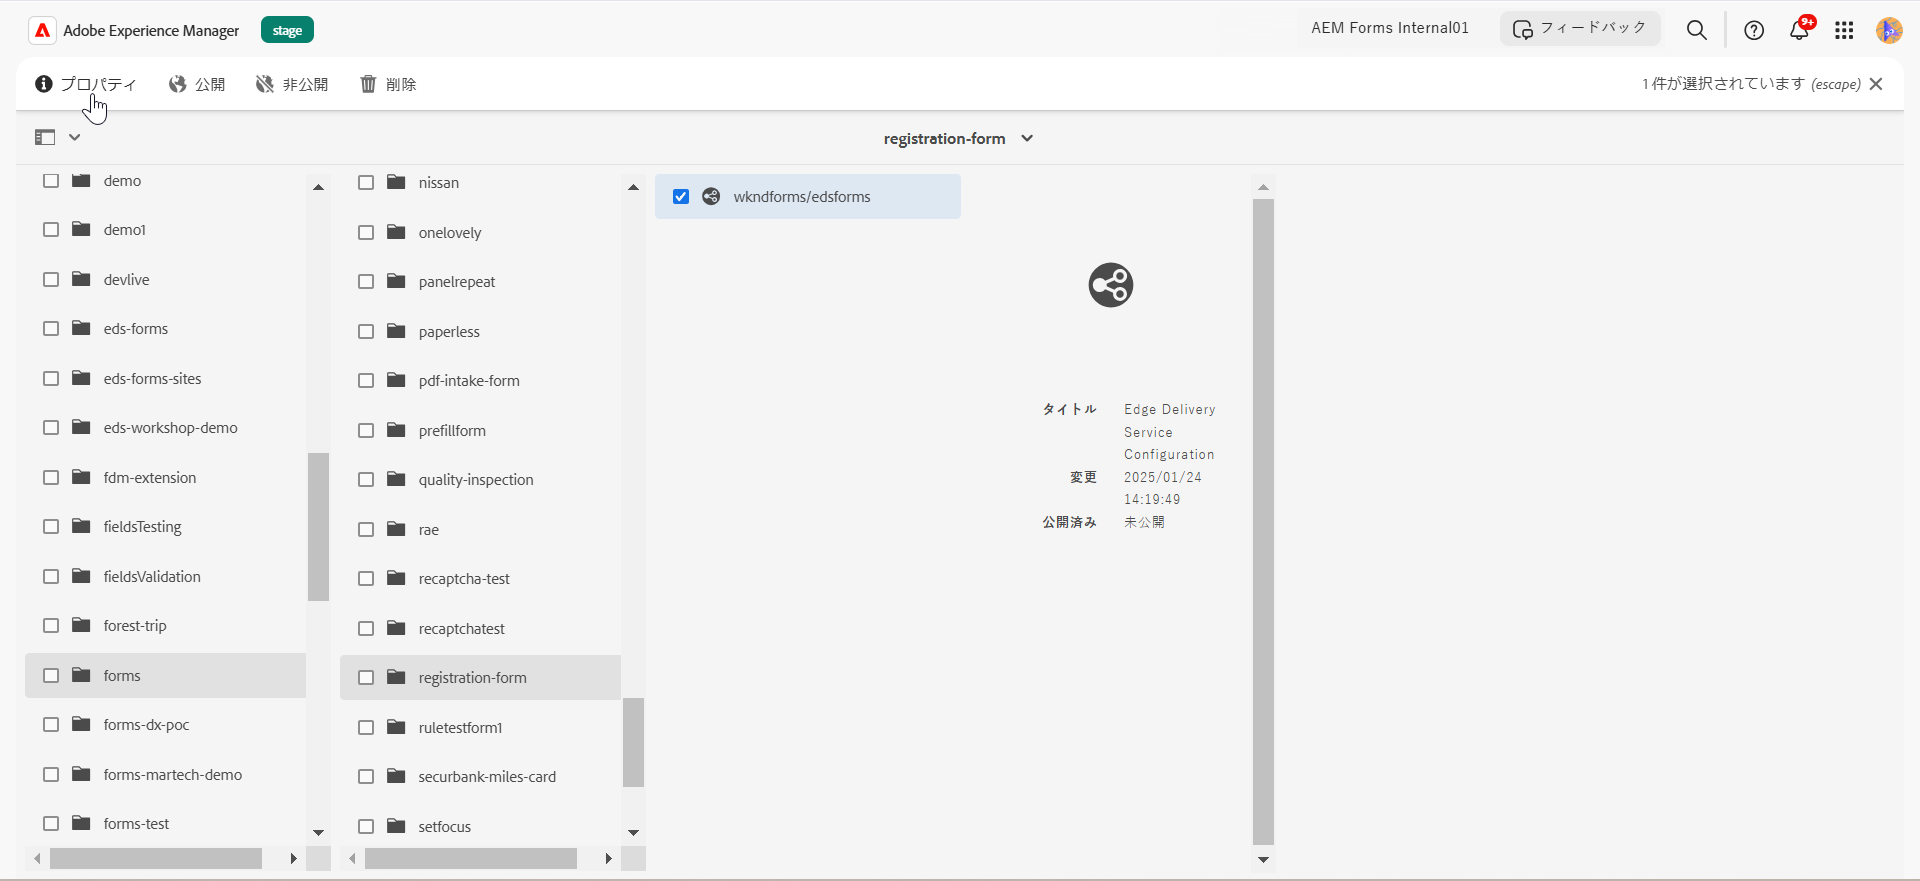 Adobe Experience Manager
stage
AEM Forms Internal01
フィードバック
9+
プロパティ
公開
非公開
削除
1 件が選択されています (escape)
registration-form
demo
demo1
devlive
eds-forms
eds-forms-sites
eds-workshop-demo
fdm-extension
fieldsTesting
fieldsValidation
forest-trip
forms
forms-dx-poc
forms-martech-demo
forms-test
nissan
onelovely
panelrepeat
paperless
pdf-intake-form
prefillform
quality-inspection
rae
recaptcha-test
recaptchatest
registration-form
ruletestform1
securbank-miles-card
setfocus
wkndforms/edsforms
タイトル Edge Delivery
Service
Configuration
変更 2025/01/24
14:19:49
公開済み 未公開